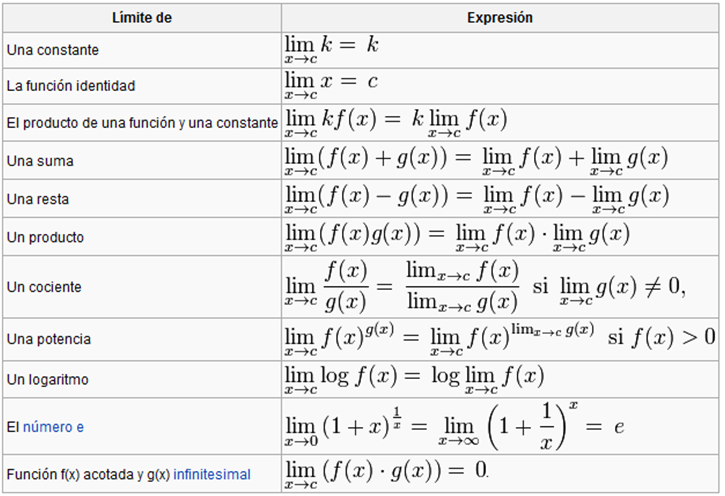 Límite de Expresión
Una constante $\lim_{x \to c} k = k$
La función identidad $\lim_{x \to c} x = c$
El producto de una función y una constante $\lim_{x \to c} kf(x) = k \lim_{x \to c} f(x)$
Una suma $\lim_{x \to c} (f(x) + g(x)) = \lim_{x \to c} f(x) + \lim_{x \to c} g(x)$
Una resta $\lim_{x \to c} (f(x) - g(x)) = \lim_{x \to c} f(x) - \lim_{x \to c} g(x)$
Un producto $\lim_{x \to c} (f(x)g(x)) = \lim_{x \to c} f(x) \cdot \lim_{x \to c} g(x)$
Un cociente $\lim_{x \to c} \frac{f(x)}{g(x)} = \frac{\lim_{x \to c} f(x)}{\lim_{x \to c} g(x)}$ si $\lim_{x \to c} g(x) \neq 0,$
Una potencia $\lim_{x \to c} f(x)^{g(x)} = \lim_{x \to c} f(x)^{\lim_{x \to c} g(x)}$ si $f(x) > 0$
Un logaritmo $\lim_{x \to c} \log f(x) = \log \lim_{x \to c} f(x)$
El número e $\lim_{x \to 0} (1 + x)^{\frac{1}{x}} = \lim_{x \to \infty} \left(1 + \frac{1}{x}\right)^x = e$
Función f(x) acotada y g(x) infinitesimal $\lim_{x \to c} (f(x) \cdot g(x)) = 0$.